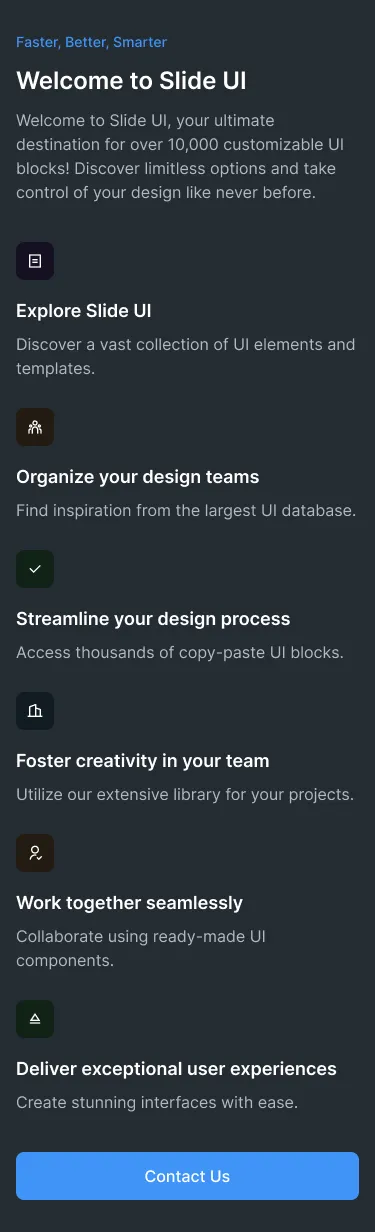 Faster, Better, Smarter
Welcome to Slide UI
Welcome to Slide UI, your ultimate
destination for over 10,000 customizable UI
blocks! Discover limitless options and take
control of your design like never before.
Explore Slide UI
Discover a vast collection of UI elements and
templates.
Organize your design teams
Find inspiration from the largest UI database.
Streamline your design process
Access thousands of copy-paste UI blocks.
Foster creativity in your team
Utilize our extensive library for your projects.
Work together seamlessly
Collaborate using ready-made UI
components.
Deliver exceptional user experiences
Create stunning interfaces with ease.
Contact Us